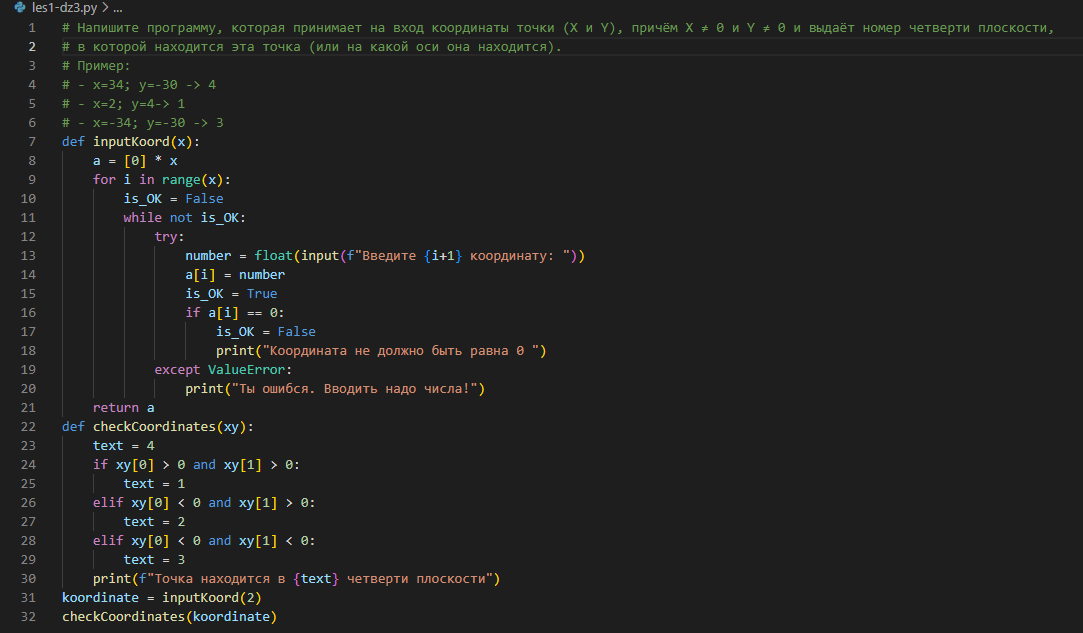 les1-dz3.py > ...
1 # Напишите программу, которая принимает на вход координаты точки (X и Y), причём X ≠ 0 и Y ≠ 0 и выдаёт номер четверти плоскости,
2 # в которой находится эта точка (или на какой оси она находится).
3 # Пример:
4 # - x=34; y=-30 -> 4
5 # - x=2; y=4-> 1
6 # - x=-34; y=-30 -> 3
7 def inputKoord(x):
8     a = [0] * x
9     for i in range(x):
10         is_OK = False
11         while not is_OK:
12             try:
13                 number = float(input(f"Введите {i+1} координату: "))
14                 a[i] = number
15                 is_OK = True
16                 if a[i] == 0:
17                     is_OK = False
18                     print("Координата не должно быть равна 0 ")
19             except ValueError:
20                 print("Ты ошибся. Вводить надо числа!")
21     return a
22 def checkCoordinates(xy):
23     text = 4
24     if xy[0] > 0 and xy[1] > 0:
25         text = 1
26     elif xy[0] < 0 and xy[1] > 0:
27         text = 2
28     elif xy[0] < 0 and xy[1] < 0:
29         text = 3
30     print(f"Точка находится в {text} четверти плоскости")
31 koordinate = inputKoord(2)
32 checkCoordinates(koordinate)